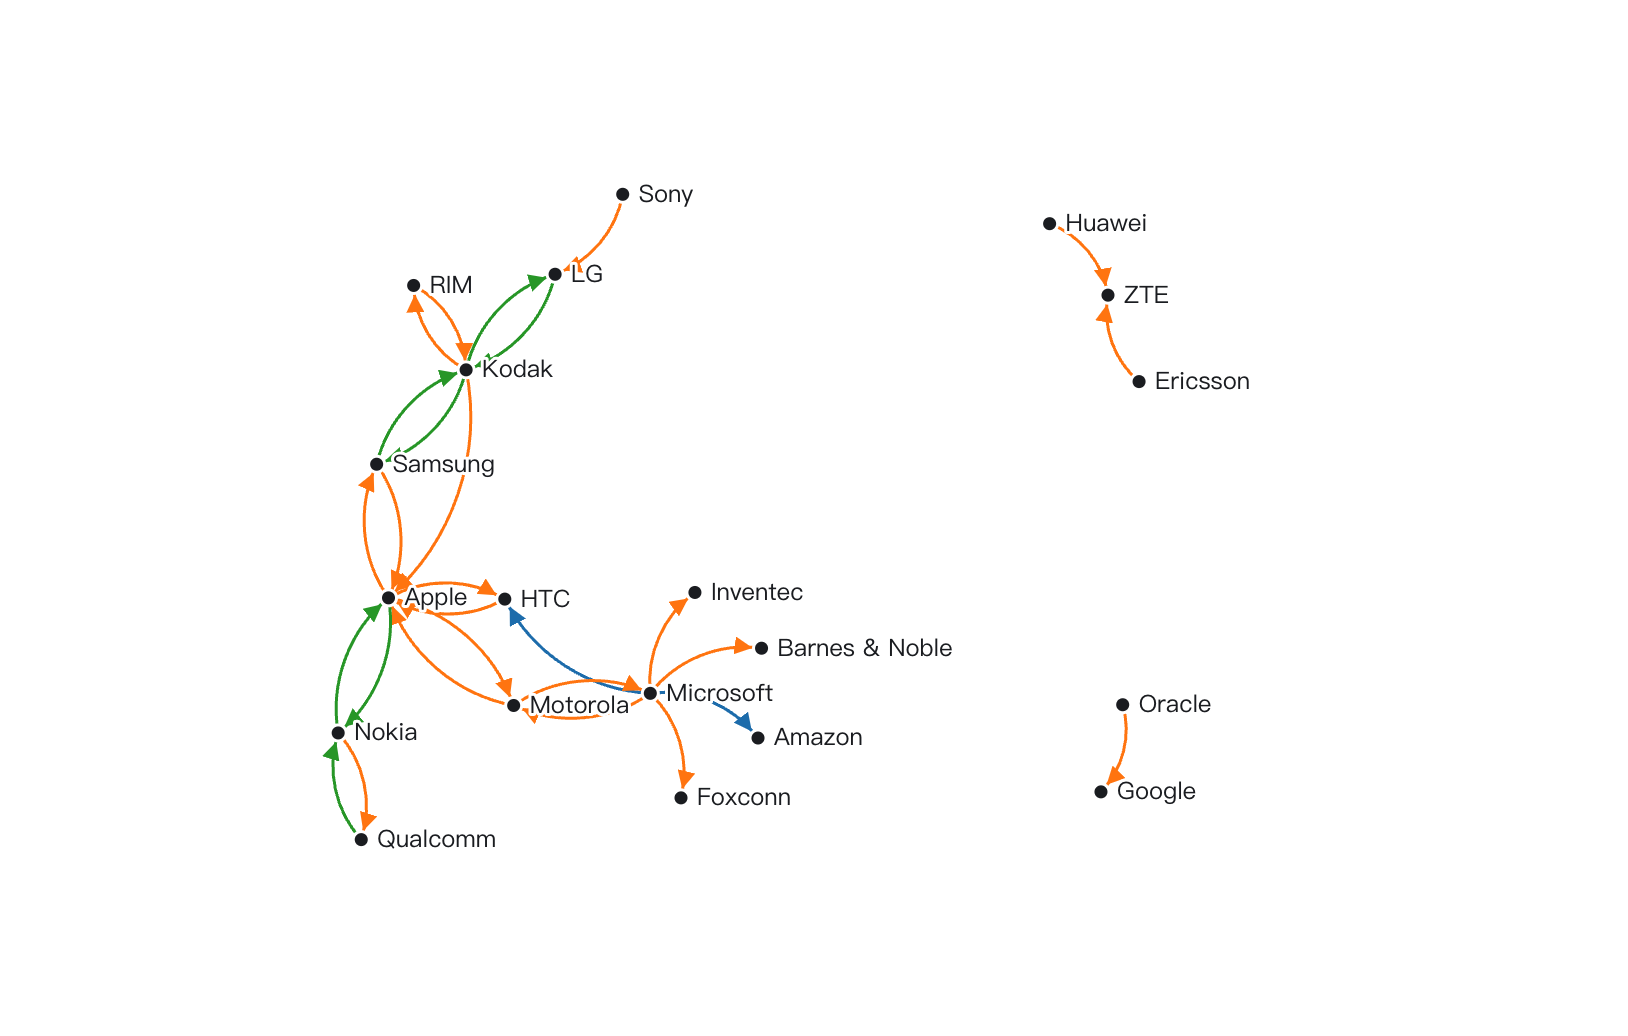 Sony
Huawei
LG
RIM
ZTE
Kodak
Ericsson
Samsung
Inventec
Apple
HTC
Barnes & Noble
Microsoft
Motorola
Oracle
Nokia
Amazon
Google
Foxconn
Qualcomm